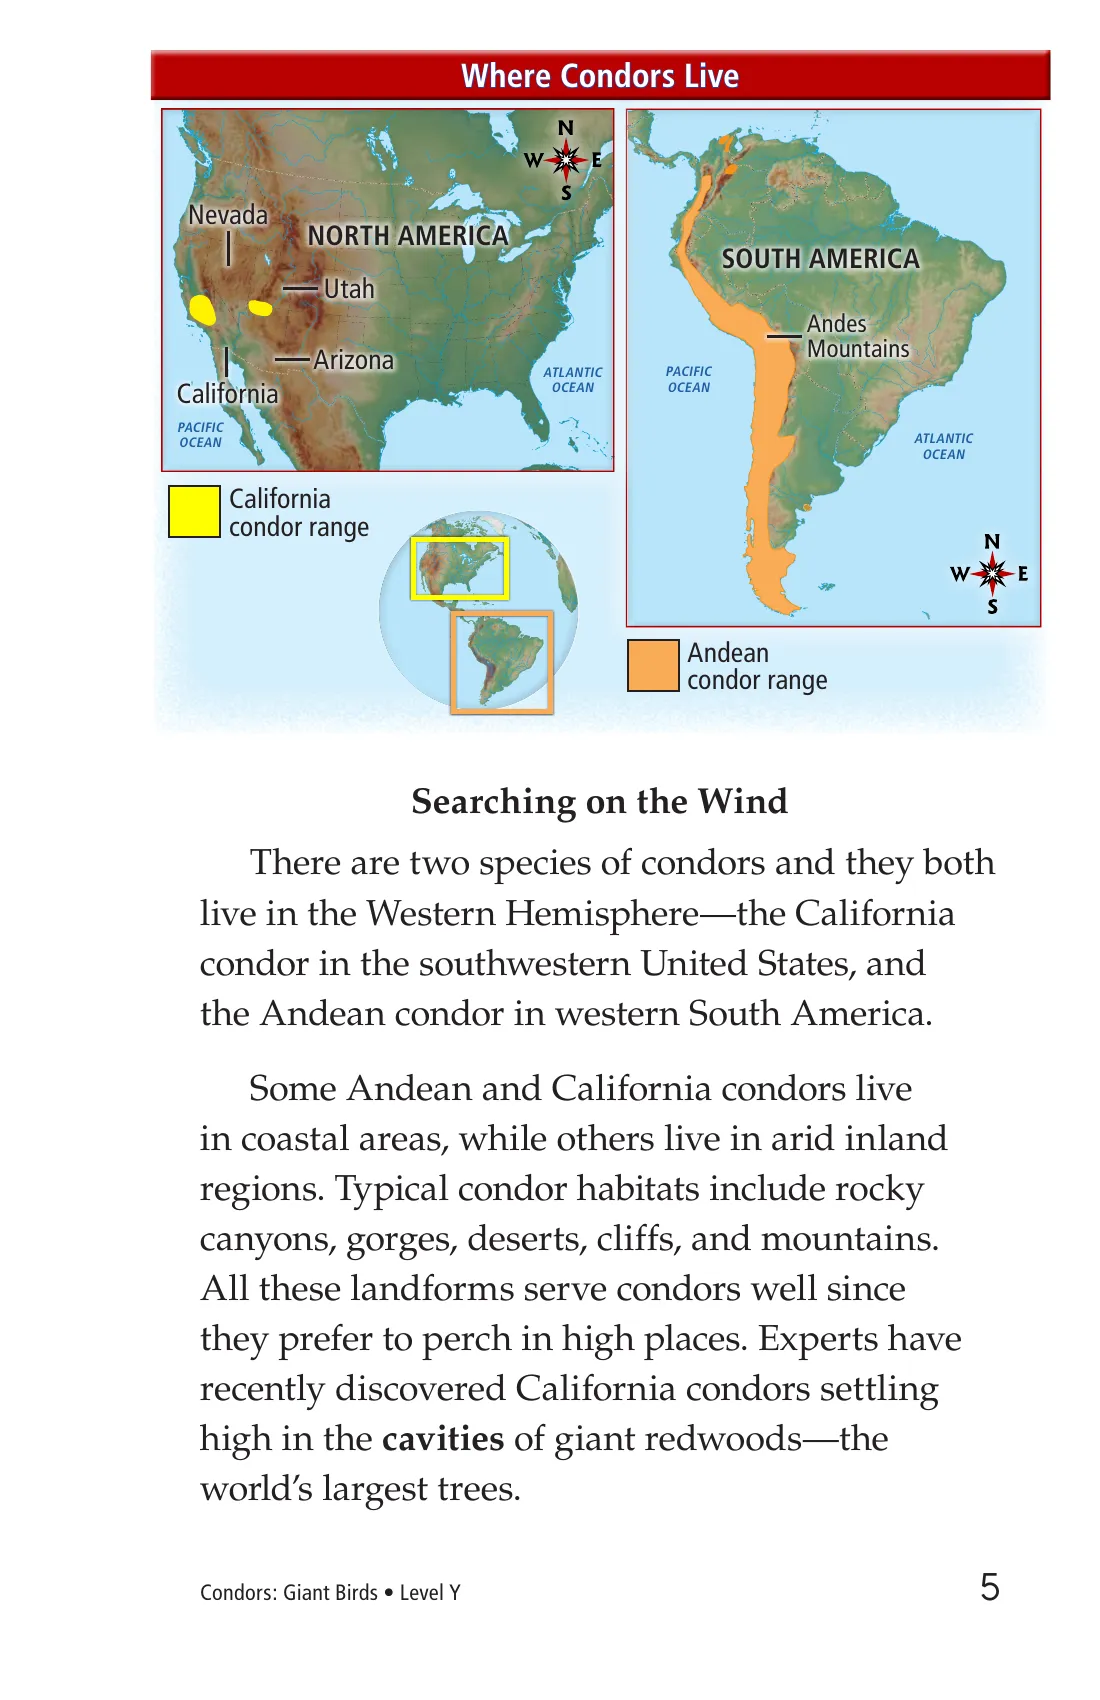 Where Condors Live
N
W E
S
Nevada
NORTH AMERICA
Utah
Arizona
California
ATLANTIC
OCEAN
PACIFIC
OCEAN
SOUTH AMERICA
Andes
Mountains
PACIFIC
OCEAN
ATLANTIC
OCEAN
N
W E
S
California
condor range
Andean
condor range
Searching on the Wind
There are two species of condors and they both
live in the Western Hemisphere—the California
condor in the southwestern United States, and
the Andean condor in western South America.
Some Andean and California condors live
in coastal areas, while others live in arid inland
regions. Typical condor habitats include rocky
canyons, gorges, deserts, cliffs, and mountains.
All these landforms serve condors well since
they prefer to perch in high places. Experts have
recently discovered California condors settling
high in the cavities of giant redwoods—the
world’s largest trees.
Condors: Giant Birds • Level Y
5